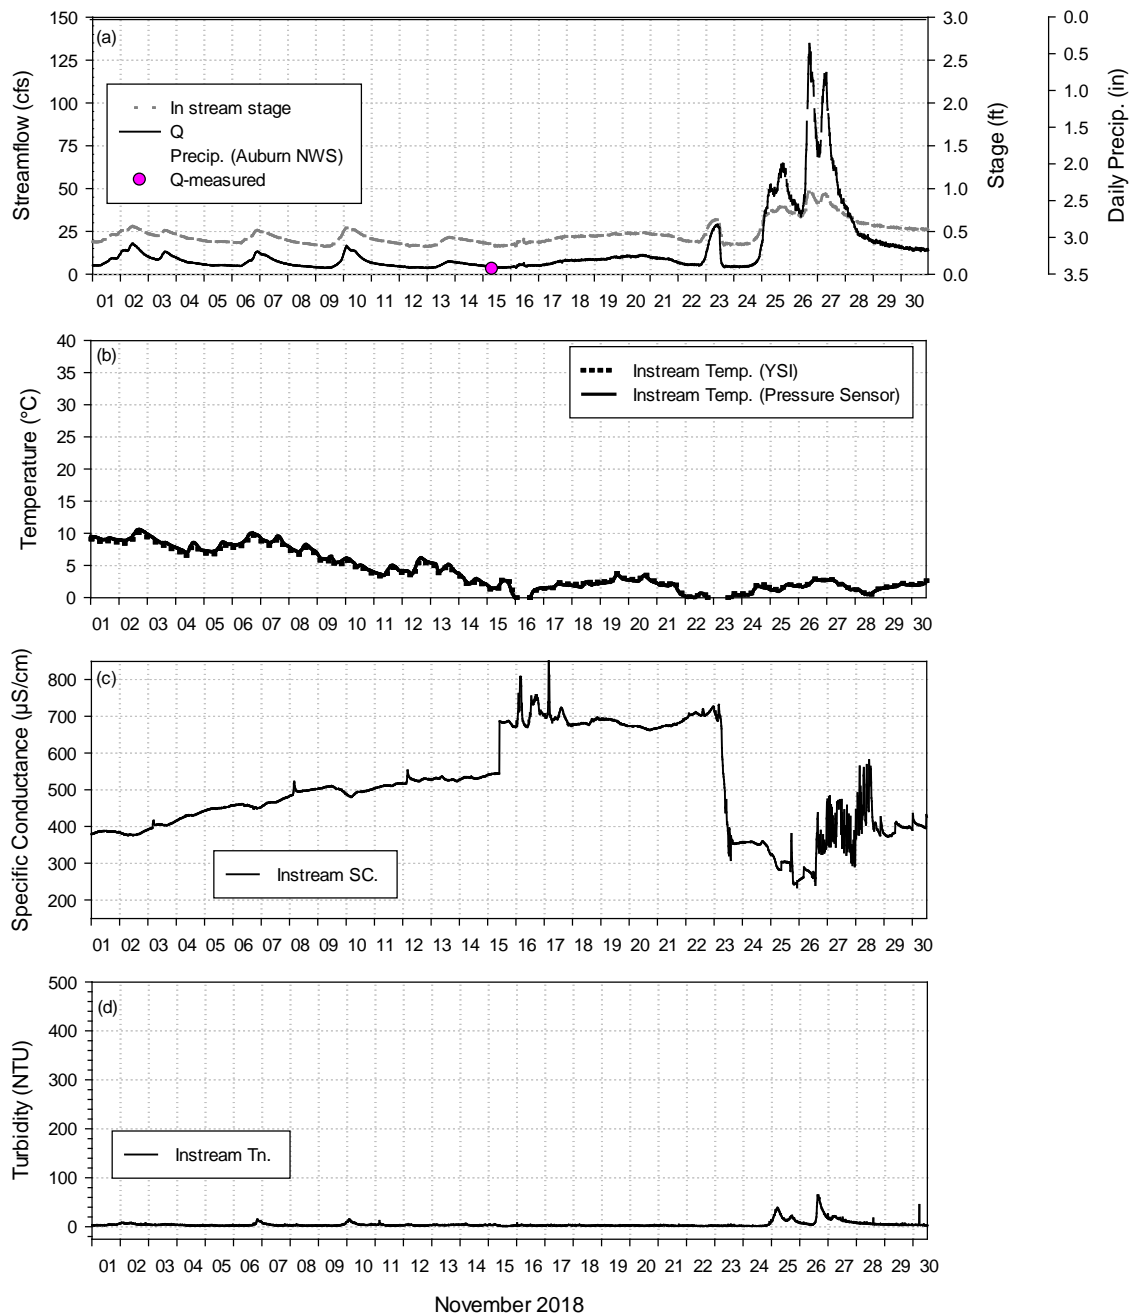 (a)
Streamflow (cfs)
150
125
100
75
50
25
0
In stream stage
Q
Precip. (Auburn NWS)
Q-measured
3.0
2.5
2.0
1.5
1.0
0.5
0.0
Stage (ft)
0.0
0.5
1.0
1.5
2.0
2.5
3.0
3.5
Daily Precip. (in)
01 02 03 04 05 06 07 08 09 10 11 12 13 14 15 16 17 18 19 20 21 22 23 24 25 26 27 28 29 30
(b)
Temperature (°C)
40
35
30
25
20
15
10
5
0
Instream Temp. (YSI)
Instream Temp. (Pressure Sensor)
01 02 03 04 05 06 07 08 09 10 11 12 13 14 15 16 17 18 19 20 21 22 23 24 25 26 27 28 29 30
(c)
Specific Conductance (µS/cm)
800
700
600
500
400
300
200
Instream SC.
01 02 03 04 05 06 07 08 09 10 11 12 13 14 15 16 17 18 19 20 21 22 23 24 25 26 27 28 29 30
(d)
Turbidity (NTU)
500
400
300
200
100
0
Instream Tn.
01 02 03 04 05 06 07 08 09 10 11 12 13 14 15 16 17 18 19 20 21 22 23 24 25 26 27 28 29 30
November 2018